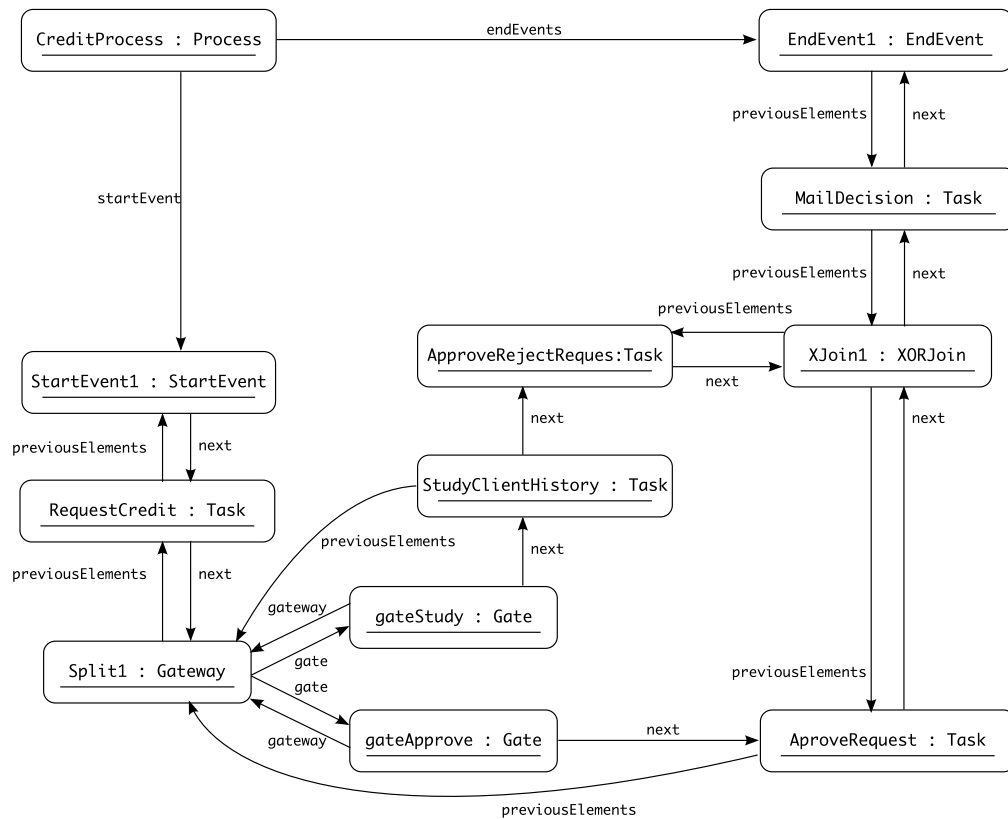 CreditProcess : Process
endEvents
EndEvent1 : EndEvent
previousElements
next
startEvent
MailDecision : Task
previousElements
next
previousElements
ApproveRejectReques:Task
XJoin1 : XORJoin
next
StartEvent1 : StartEvent
next
next
previousElements
next
StudyClientHistory : Task
RequestCredit : Task
previousElements
next
previousElements
next
gateway
gateStudy : Gate
gate
Split1 : Gateway
previousElements
gate
next
gateway
gateApprove : Gate
AproveRequest : Task
previousElements